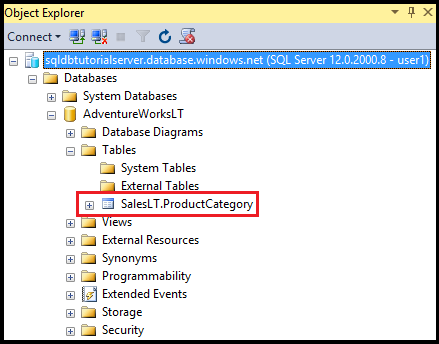 Object Explorer
Connect
sqldbtutorialserver.database.windows.net (SQL Server 12.0.2000.8 - user1)
Databases
System Databases
AdventureWorksLT
Database Diagrams
Tables
System Tables
External Tables
SalesLT.ProductCategory
Views
External Resources
Synonyms
Programmability
Extended Events
Storage
Security